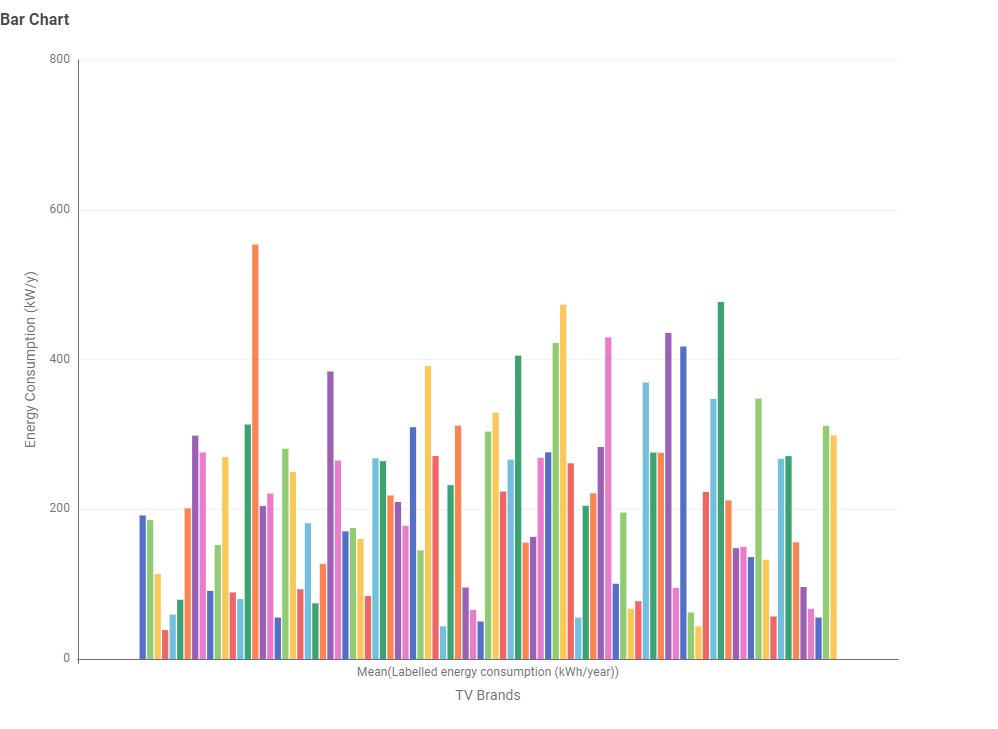 Bar Chart
800
600
400
200
0
Energy Consumption (kW/y)
Mean(Labelled energy consumption (kWh/year))
TV Brands